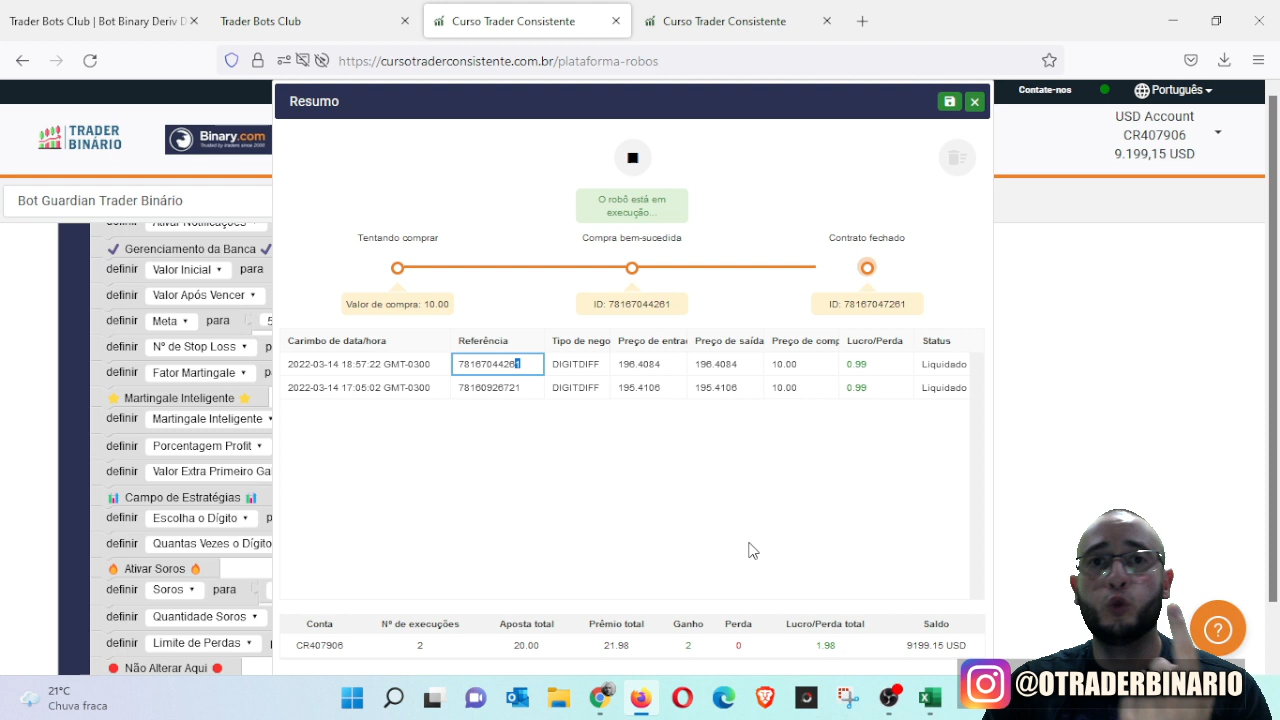 Trader Bots Club | Bot Binary Deriv D
Trader Bots Club
Curso Trader Consistente
Curso Trader Consistente
https://cursotraderconsistente.com.br/plataforma-robos
Resumo
Contate-nos
Português
TRADER
BINÁRIO
Binary.com
Trusted by traders since 2000
USD Account
CR407906
9.199,15 USD
Bot Guardian Trader Binário
O robô está em
execução...
Tentando comprar
Compra bem-sucedida
Contrato fechado
Valor de compra: 10.00
ID: 78167044261
ID: 78167047261
definir Ativar Notificações
Gerenciamento da Banca
definir Valor Inicial para
definir Valor Após Vencer
definir Meta para 5
definir Nº de Stop Loss p
definir Fator Martingale
Martingale Inteligente
definir Martingale Inteligente
definir Porcentagem Profit
definir Valor Extra Primeiro Ga
Campo de Estratégias
definir Escolha o Dígito p
definir Quantas Vezes o Dígito
Ativar Soros
definir Soros para
definir Quantidade Soros
definir Limite de Perdas
Não Alterar Aqui
Carimbo de data/hora Referência Tipo de nego Preço de entrad Preço de saída Preço de comp Lucro/Perda Status
2022-03-14 18:57:22 GMT-0300 78167044261 DIGITDIFF 196.4084 196.4084 10.00 0.99 Liquidado
2022-03-14 17:05:02 GMT-0300 78160926721 DIGITDIFF 195.4106 195.4106 10.00 0.99 Liquidado
Conta Nº de execuções Aposta total Prêmio total Ganho Perda Lucro/Perda total Saldo
CR407906 2 20.00 21.98 2 0 1.98 9199.15 USD
?
@OTRADERBINARIO
21°C
Chuva fraca